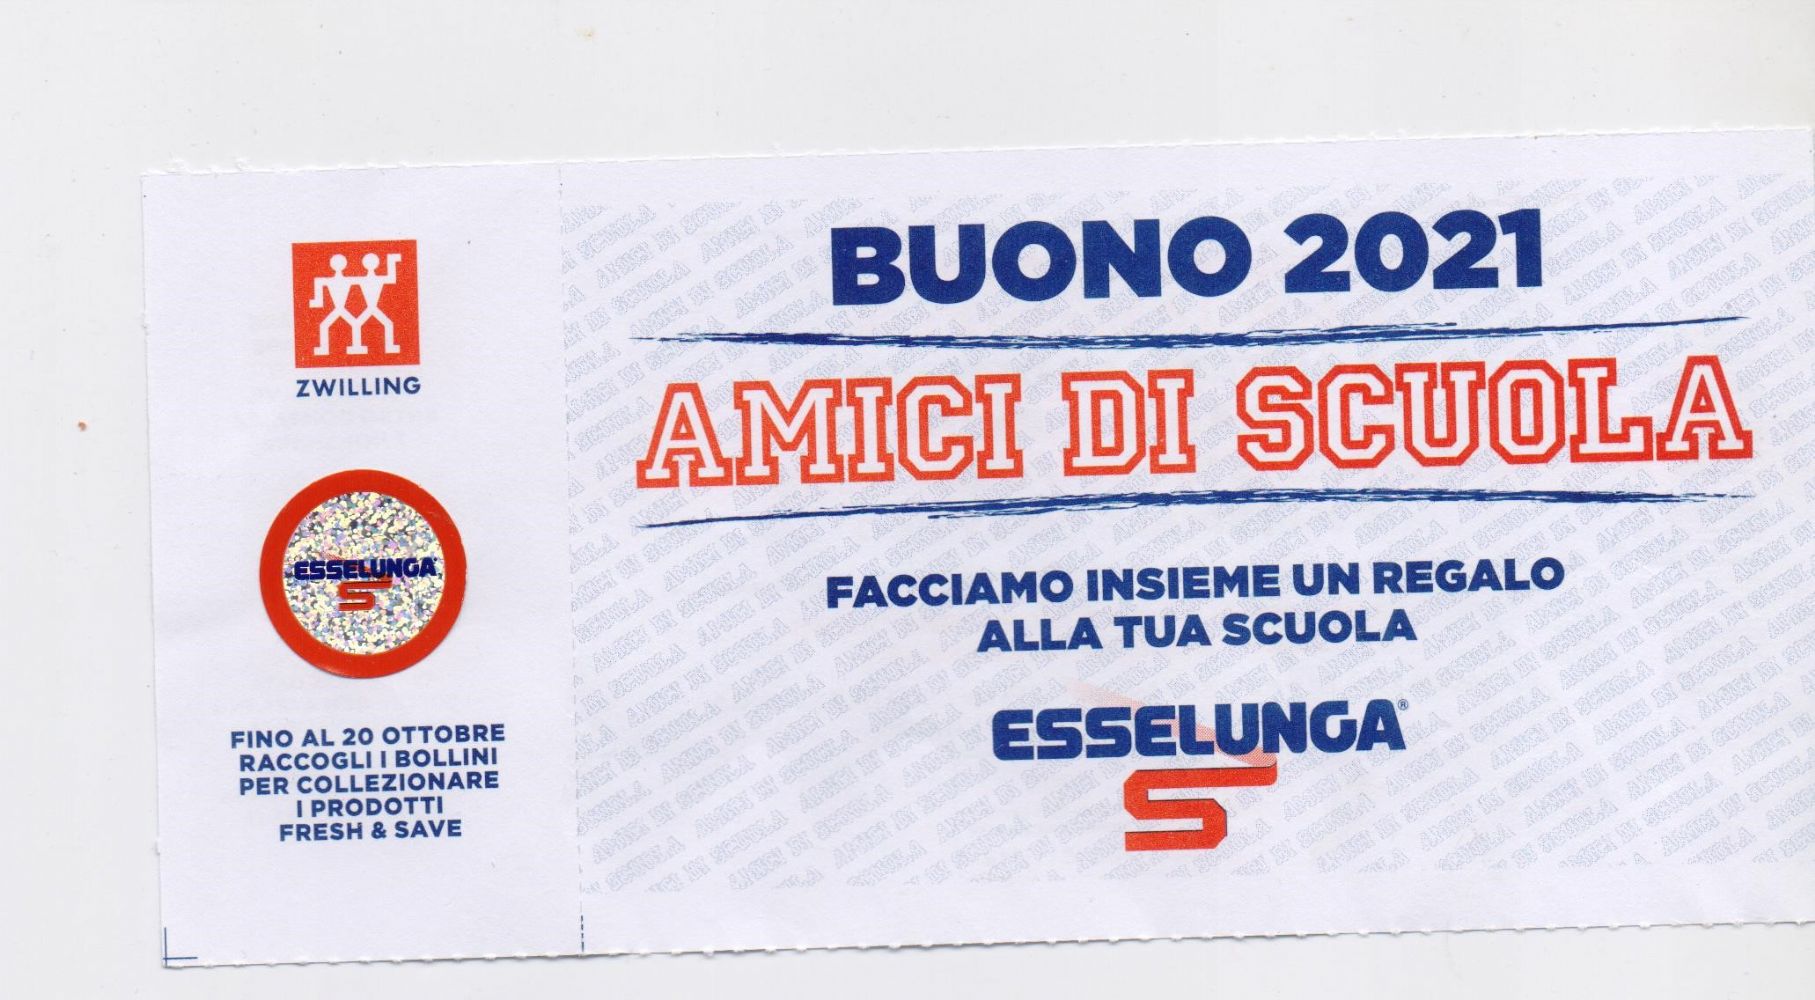 ZWILLING
ESSELUNGA
FINO AL 20 OTTOBRE
RACCOGLI I BOLLINI
PER COLLEZIONARE
I PRODOTTI
FRESH & SAVE
BUONO 2021
AMICI DI SCUOLA
FACCIAMO INSIEME UN REGALO
ALLA TUA SCUOLA
ESSELUNGA®